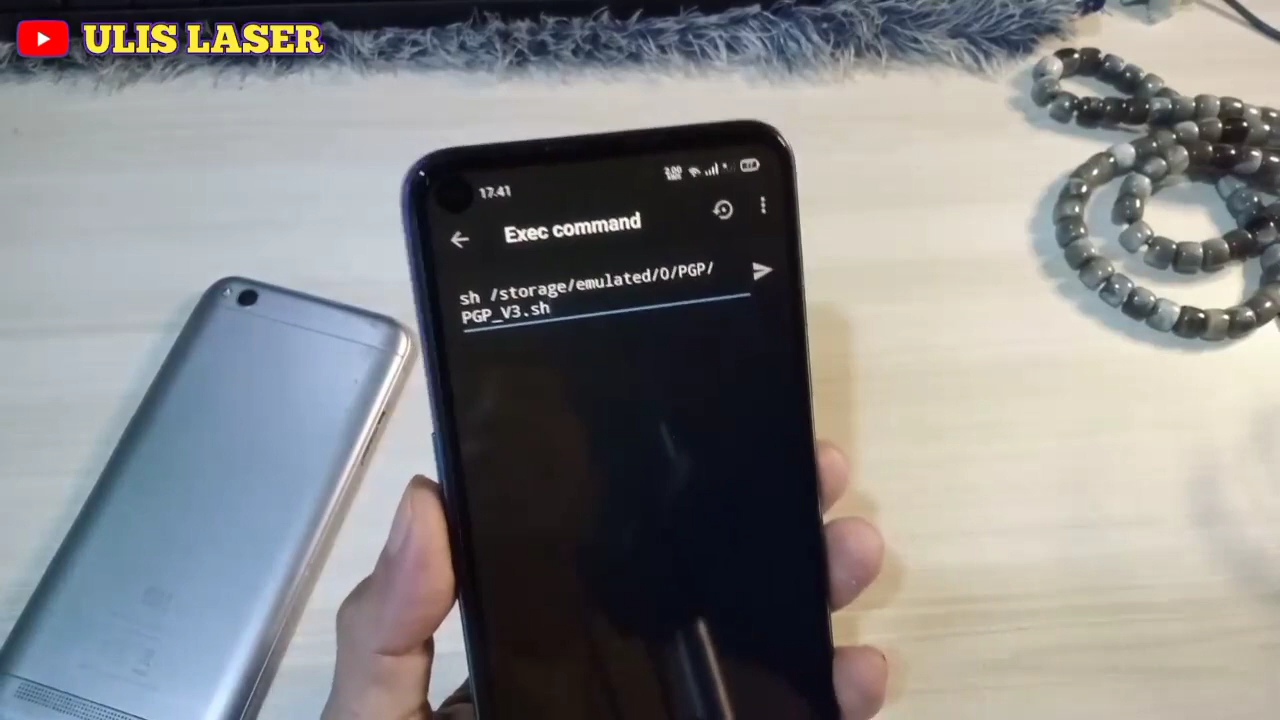 ULIS LASER
17.41
Exec command
sh /storage/emulated/0/PGP/
PGP_V3.sh